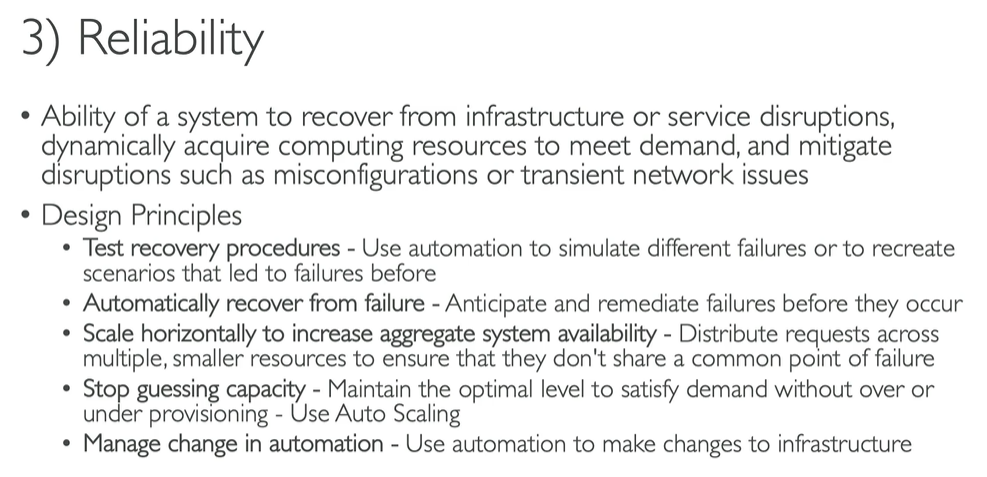 3) Reliability
• Ability of a system to recover from infrastructure or service disruptions,
dynamically acquire computing resources to meet demand, and mitigate
disruptions such as misconfigurations or transient network issues
• Design Principles
• Test recovery procedures - Use automation to simulate different failures or to recreate
scenarios that led to failures before
• Automatically recover from failure - Anticipate and remediate failures before they occur
• Scale horizontally to increase aggregate system availability - Distribute requests across
multiple, smaller resources to ensure that they don't share a common point of failure
• Stop guessing capacity - Maintain the optimal level to satisfy demand without over or
under provisioning - Use Auto Scaling
• Manage change in automation - Use automation to make changes to infrastructure